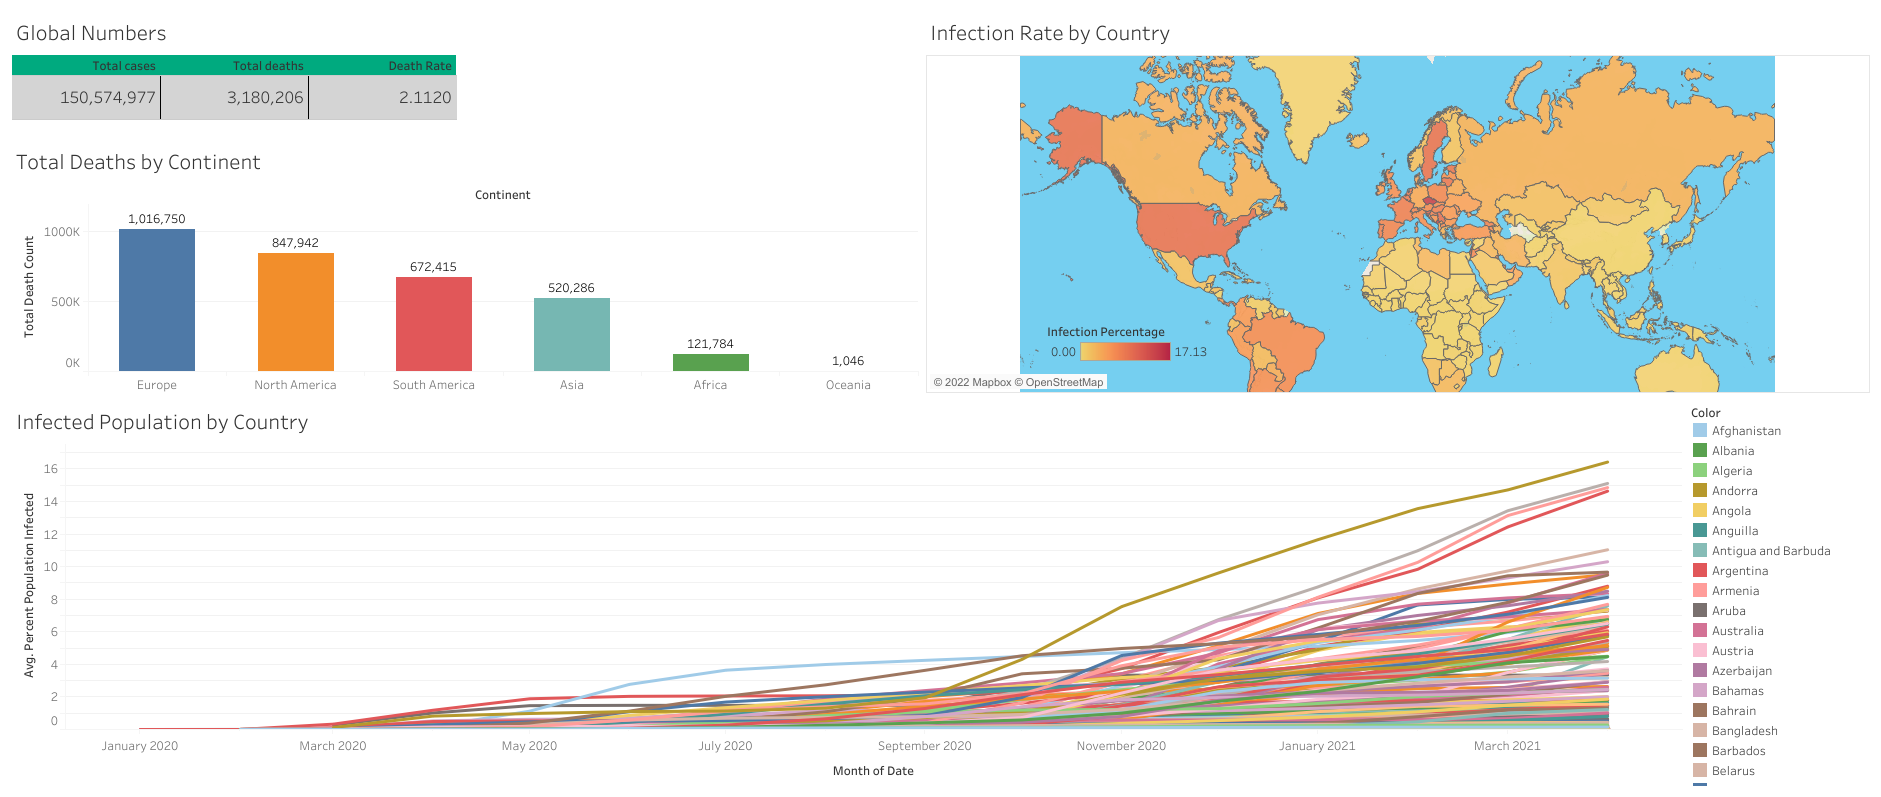 Global Numbers
Total cases Total deaths Death Rate
150,574,977 3,180,206 2.1120
Total Deaths by Continent
Continent
Total Death Count
1000K
500K
0K
1,016,750
847,942
672,415
520,286
121,784
1,046
Europe North America South America Asia Africa Oceania
Infection Rate by Country
Infection Percentage
0.00 17.13
© 2022 Mapbox © OpenStreetMap
Infected Population by Country
Avg. Percent Population Infected
16
14
12
10
8
6
4
2
0
January 2020 March 2020 May 2020 July 2020 September 2020 November 2020 January 2021 March 2021
Month of Date
Color
Afghanistan
Albania
Algeria
Andorra
Angola
Anguilla
Antigua and Barbuda
Argentina
Armenia
Aruba
Australia
Austria
Azerbaijan
Bahamas
Bahrain
Bangladesh
Barbados
Belarus